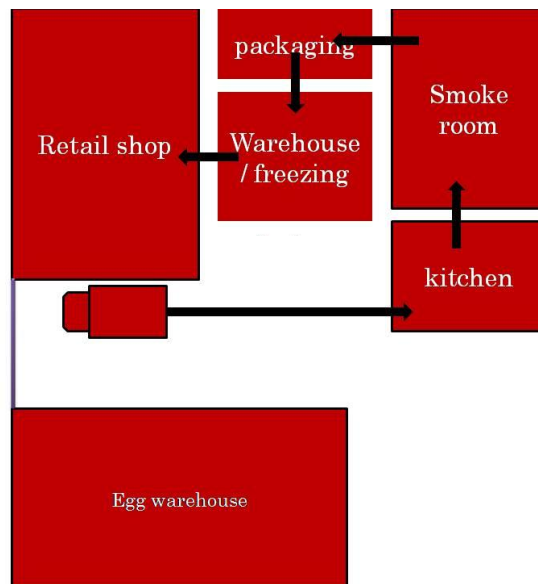 packaging
Smoke
room
Retail shop
Warehouse
/ freezing
kitchen
Egg warehouse